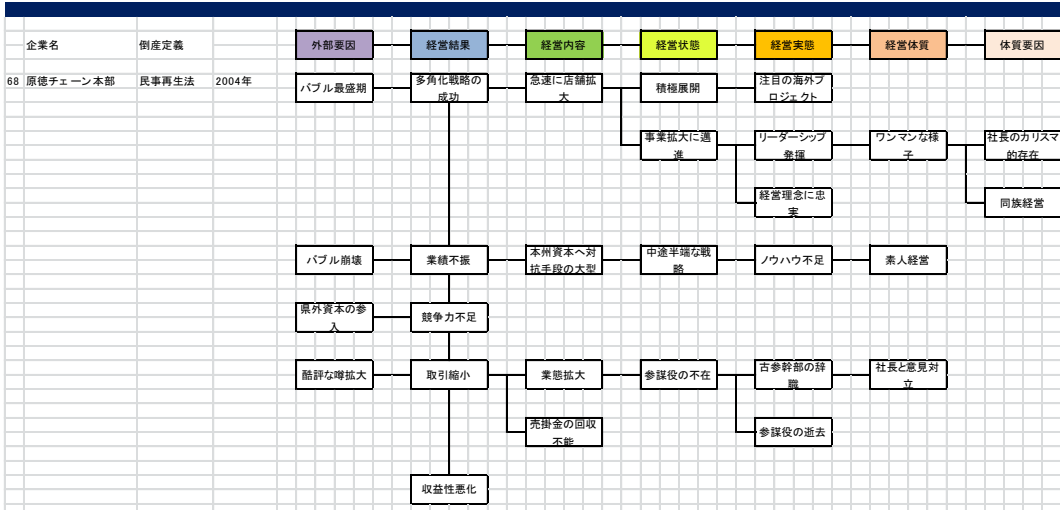 企業名 倒産定義 外部要因 経営結果 経営内容 経営状態 経営実態 経営体質 体質要因
68 原徳チェーン本部 民事再生法 2004年
バブル最盛期
多角化戦略の
成功
急速に店舗拡
大
積極展開
注目の海外プ
ロジェクト
事業拡大に邁
進
リーダーシップ
発揮
ワンマンな様
子
社長のカリスマ
的存在
経営理念に忠
実
同族経営
バブル崩壊
業績不振
本州資本へ対
抗手段の大型
中途半端な戦
略
ノウハウ不足
素人経営
県外資本の参
入
競争力不足
酷評な噂拡大
取引縮小
業態拡大
参謀役の不在
古参幹部の辞
職
社長と意見対
立
売掛金の回収
不能
参謀役の逝去
収益性悪化